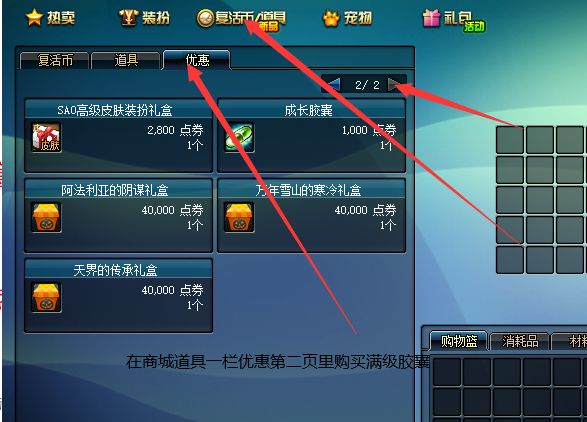 热卖 装扮 复活币/道具 新品 宠物 礼包 活动
复活币 道具 优惠
2/ 2
SAO高级皮肤装扮礼盒 成长胶囊
皮肤 2,800 点券 1,000 点券
1个 1个
阿法利亚的阴谋礼盒 万年雪山的寒冷礼盒
40,000 点券 40,000 点券
1个 1个
天界的传承礼盒
40,000 点券
1个
购物篮 消耗品 材
在商城道具一栏优惠第二页里购买满级胶囊